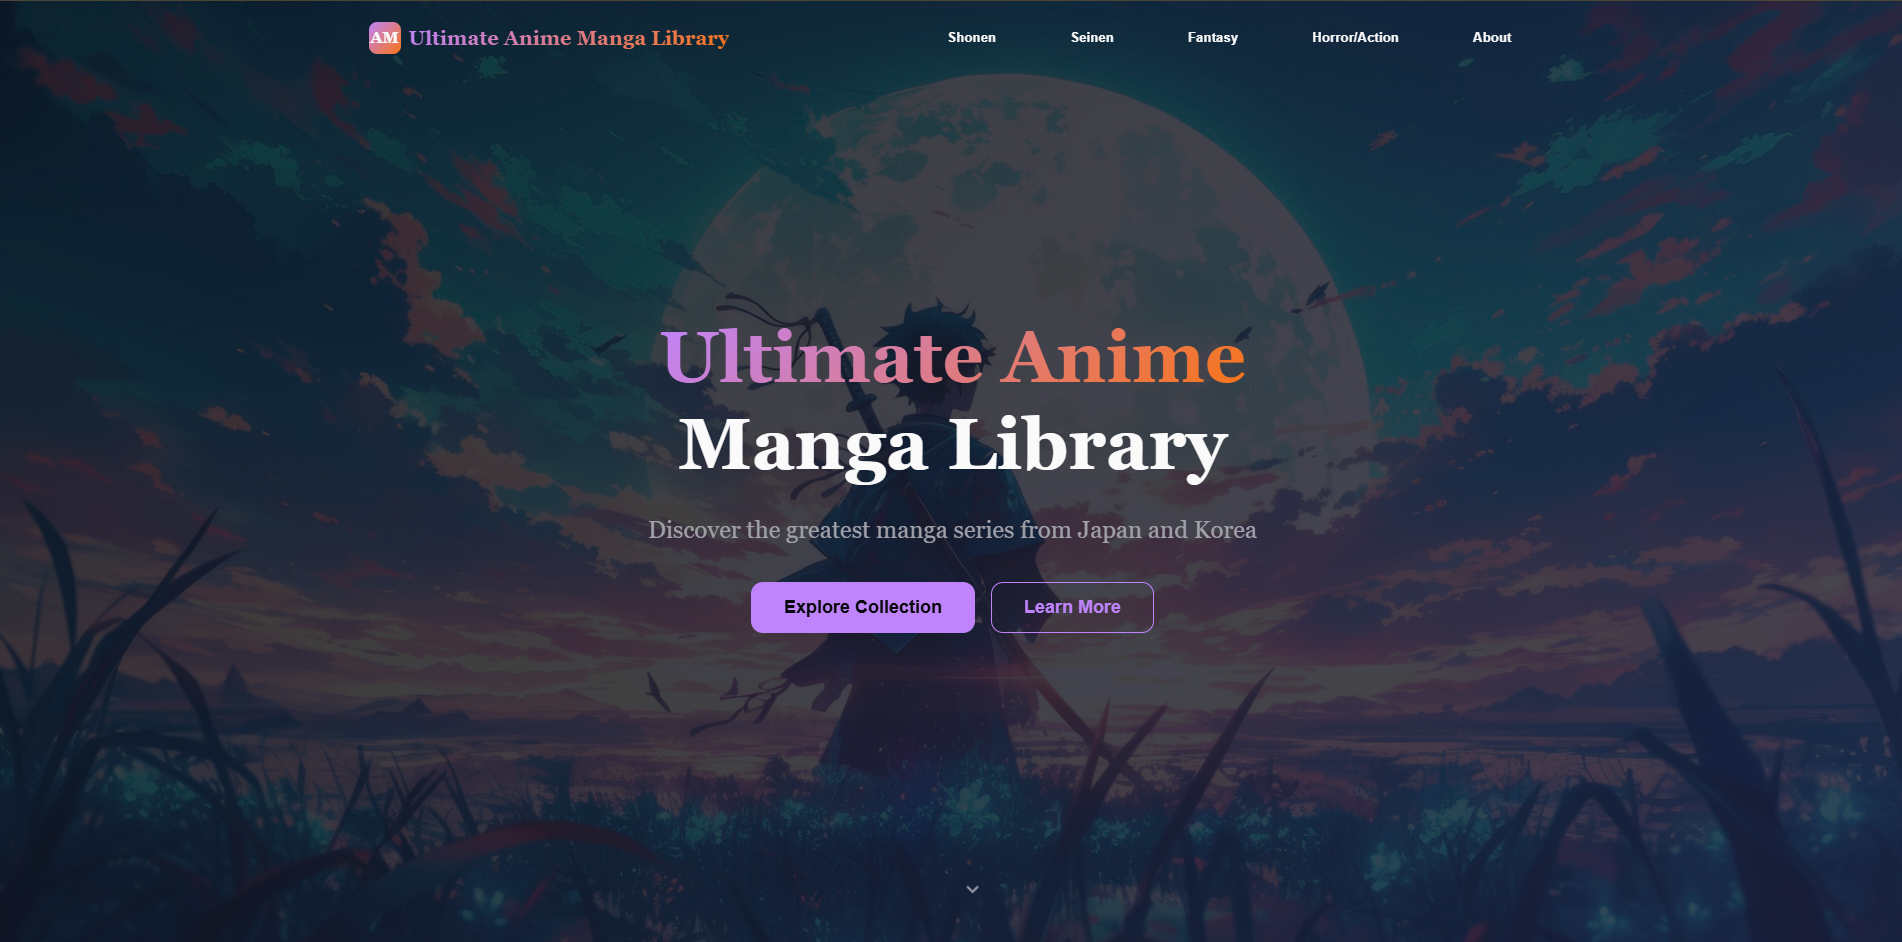 AM Ultimate Anime Manga Library
Shonen Seinen Fantasy Horror/Action About
Ultimate Anime
Manga Library
Discover the greatest manga series from Japan and Korea
Explore Collection Learn More